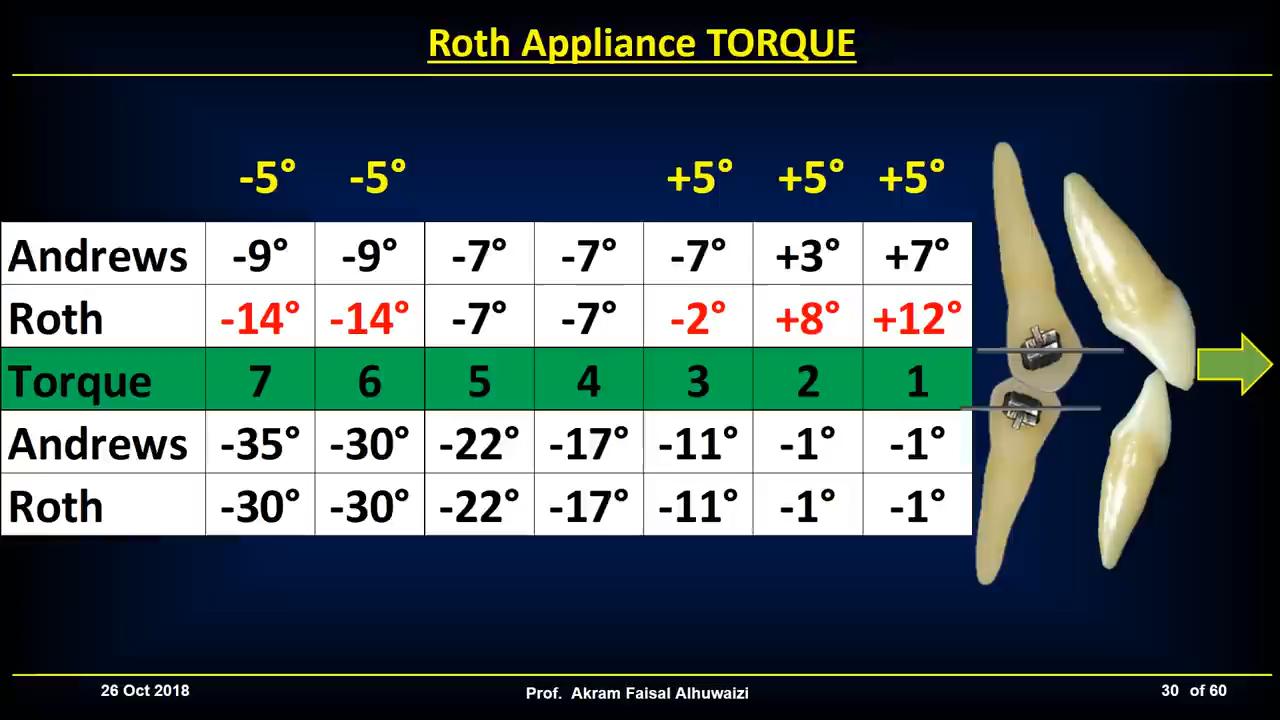 Roth Appliance TORQUE
-5° -5° +5° +5° +5°
Andrews -9° -9° -7° -7° -7° +3° +7°
Roth -14° -14° -7° -7° -2° +8° +12°
Torque 7 6 5 4 3 2 1
Andrews -35° -30° -22° -17° -11° -1° -1°
Roth -30° -30° -22° -17° -11° -1° -1°
26 Oct 2018 Prof. Akram Faisal Alhuwaizi 30 of 60